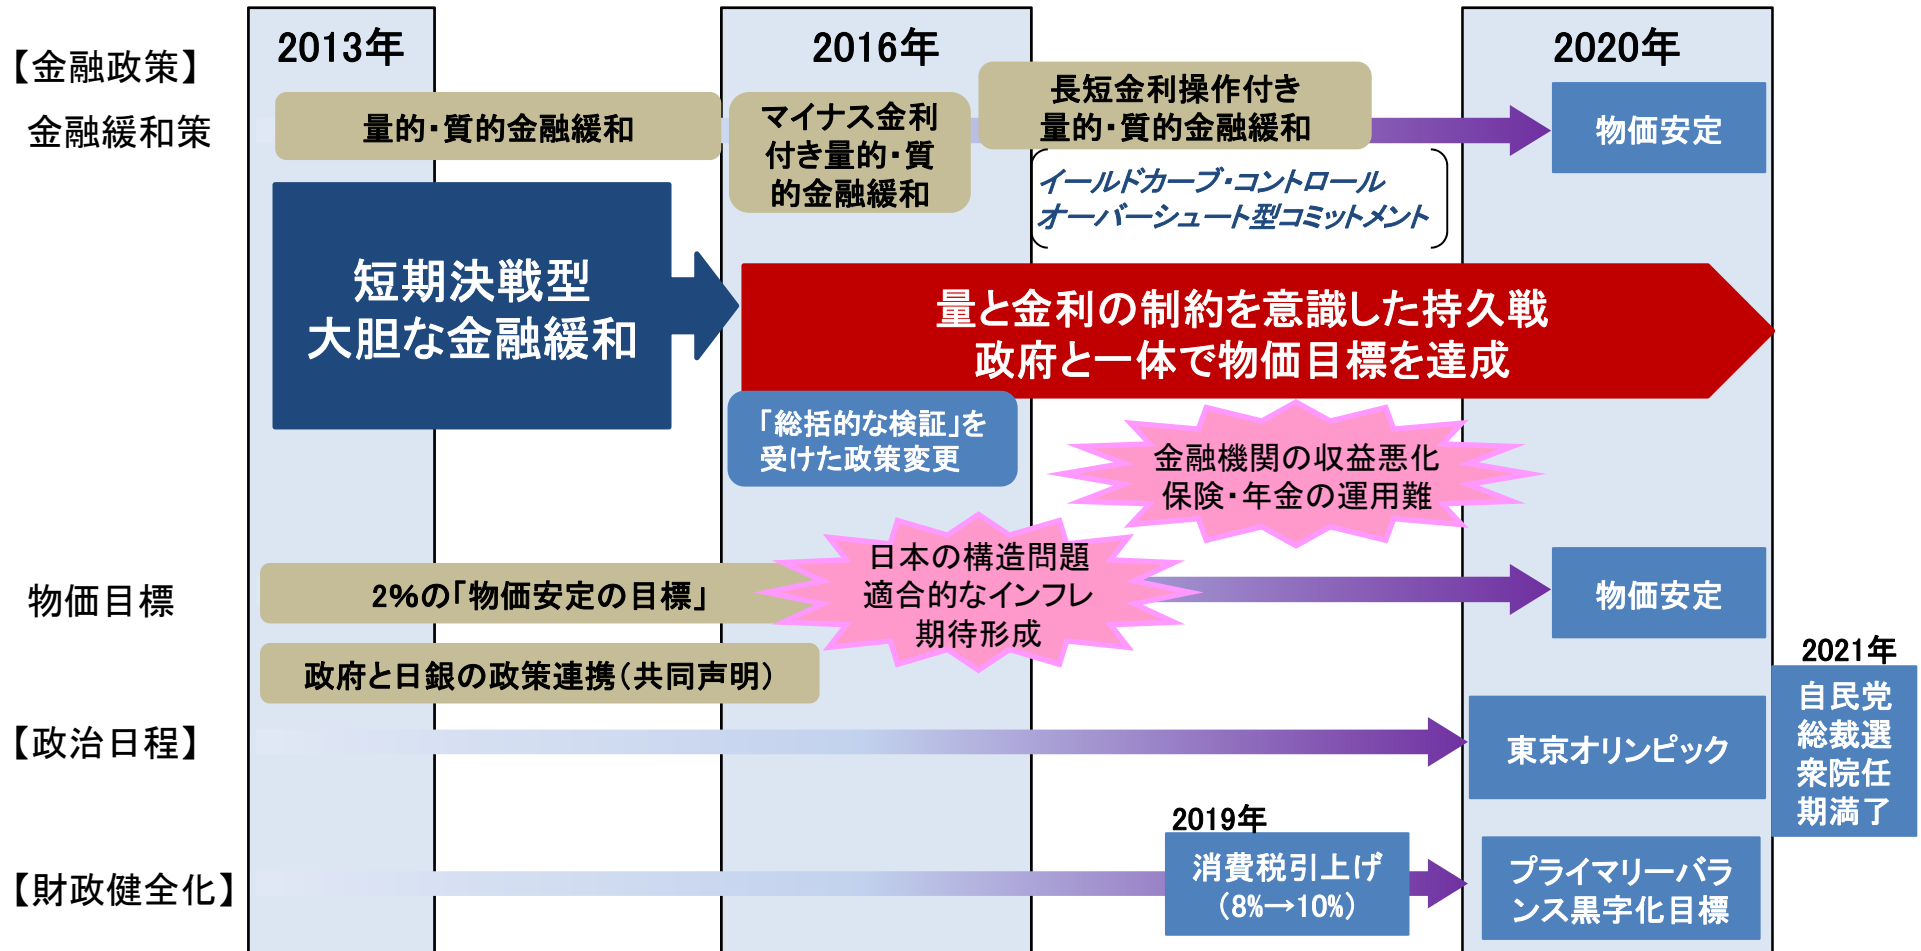 2013年
2016年
2020年
【金融政策】
金融緩和策
量的・質的金融緩和
マイナス金利
付き量的・質
的金融緩和
長短金利操作付き
量的・質的金融緩和
イールドカーブ・コントロール
オーバーシュート型コミットメント
物価安定
短期決戦型
大胆な金融緩和
量と金利の制約を意識した持久戦
政府と一体で物価目標を達成
「総括的な検証」を
受けた政策変更
金融機関の収益悪化
保険・年金の運用難
物価目標
2%の「物価安定の目標」
日本の構造問題
適合的なインフレ
期待形成
物価安定
政府と日銀の政策連携（共同声明）
【政治日程】
東京オリンピック
2021年
自民党
総裁選
衆院任
期満了
【財政健全化】
2019年
消費税引上げ
（8%→10%）
プライマリーバラ
ンス黒字化目標